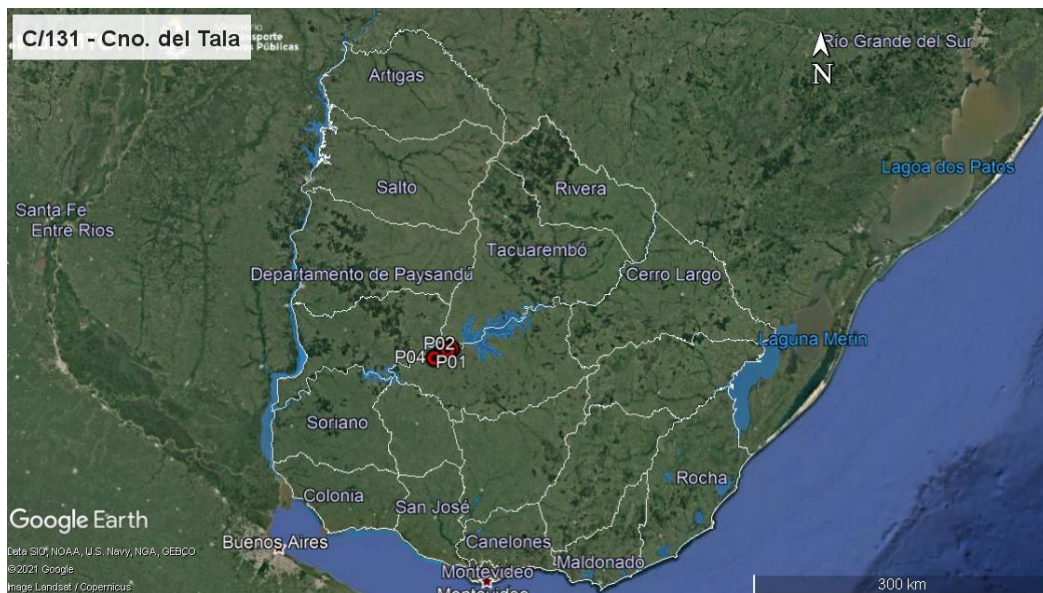 C/131 - Cno. del Tala
Río Grande del Sur
N
Artigas
Lagoa dos Patos
Salto
Rivera
Santa Fe
Entre Ríos
Tacuarembó
Departamento de Paysandú
Cerro Largo
P02
P04
P01
Laguna Merin
Soriano
Rocha
Colonia
San José
Google Earth
Buenos Aires
Canelones
Maldonado
Data SIO, NOAA, U.S. Navy, NGA, GEBCO
Montevideo
©2021 Google
300 km
Image Landsat / Copernicus
Montevideo